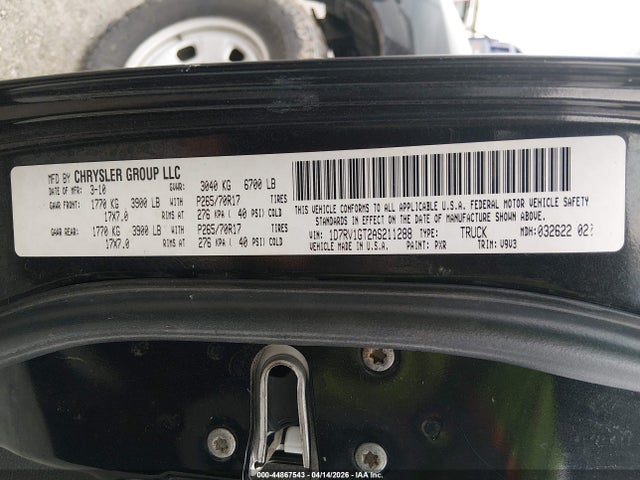 MFD BY CHRYSLER GROUP LLC
DATE OF MFR: 3-10 GVWR: 3040 KG 6700 LB
GAWR FRONT: 1770 KG 3900 LB WITH P265/70R17 TIRES
17X7.0 RIMS AT 276 KPA ( 40 PSI) COLD
GAWR REAR: 1770 KG 3900 LB WITH P265/70R17 TIRES
17X7.0 RIMS AT 276 KPA ( 40 PSI) COLD
THIS VEHICLE CONFORMS TO ALL APPLICABLE U.S.A. FEDERAL MOTOR VEHICLE SAFETY
STANDARDS IN EFFECT ON THE DATE OF MANUFACTURE SHOWN ABOVE.
VIN: 1D7RV1GT2AS211288 TYPE: TRUCK MDH: 032622 02
VEHICLE MADE IN U.S.A. PAINT: PXR TRIM: V9V3
000-44867543 - 04/14/2026 - IAAI.COM